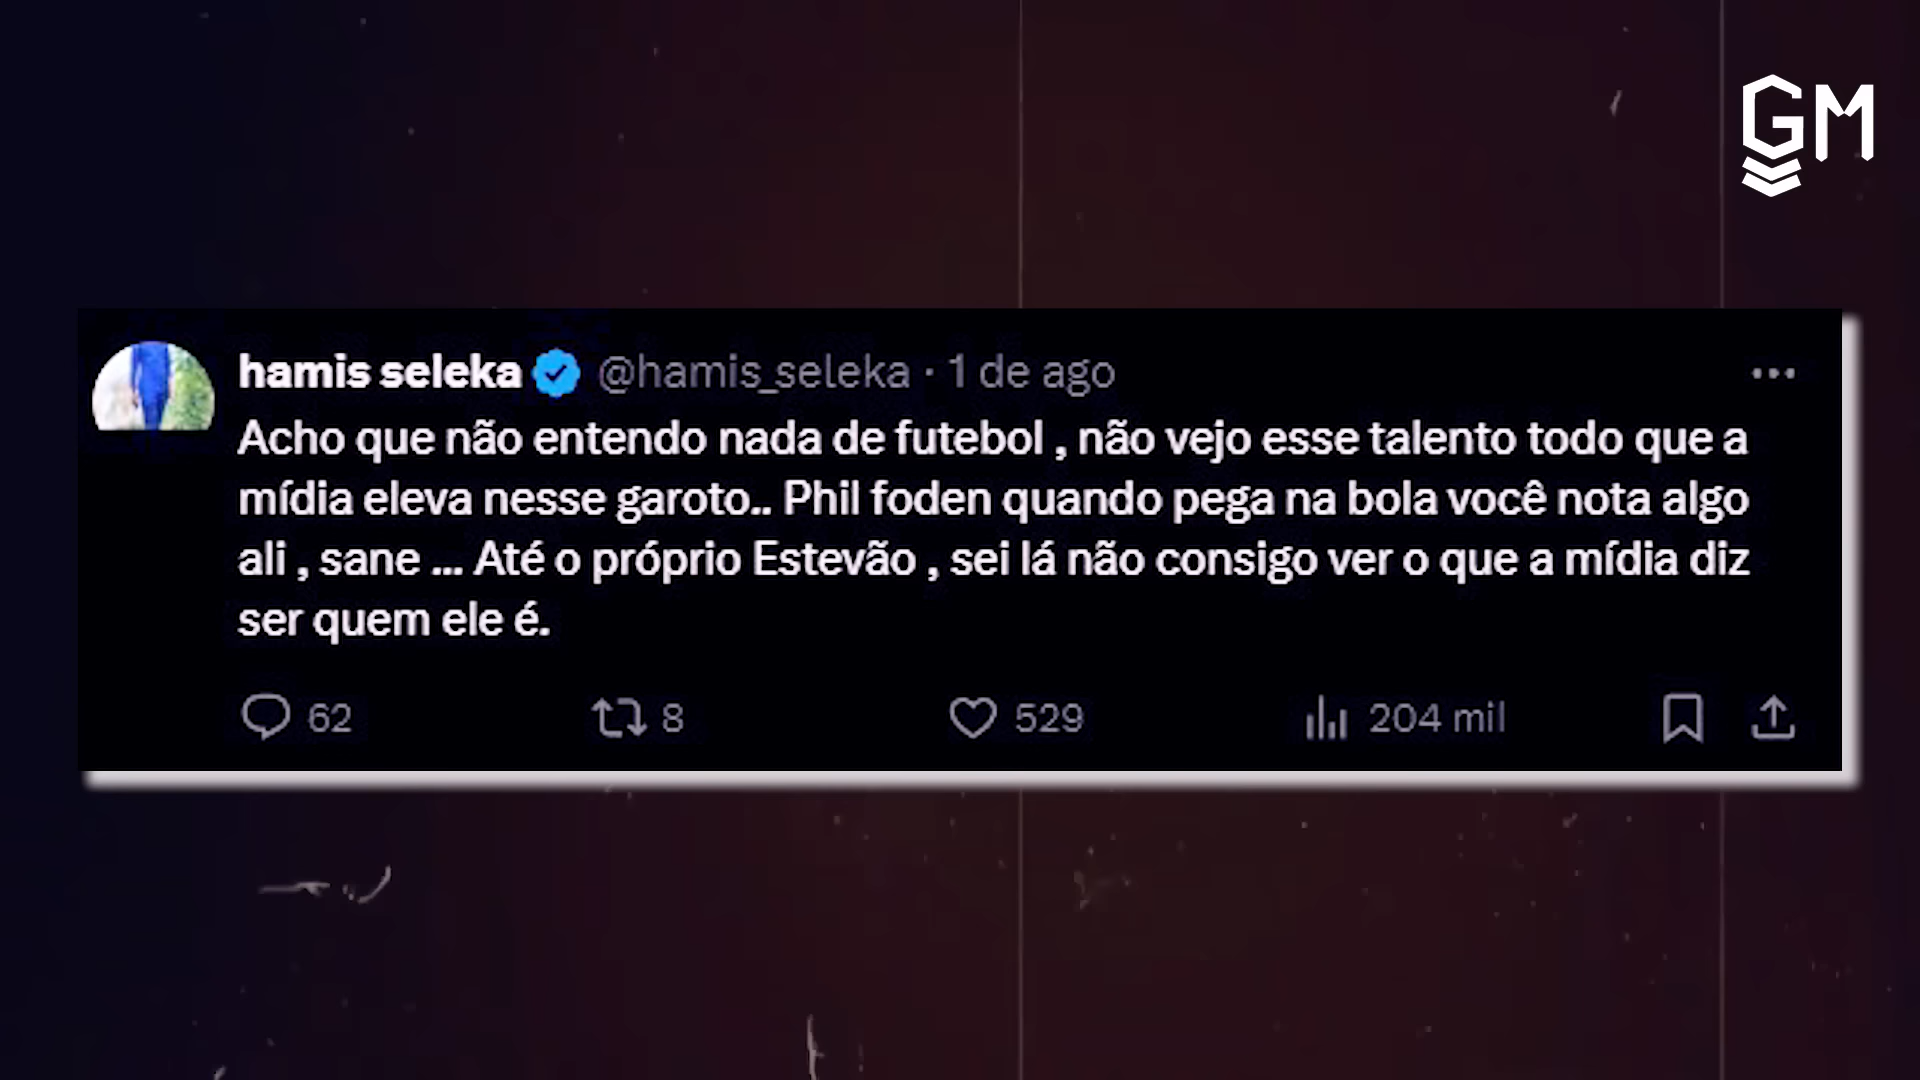 GM
hamis seleka @hamis_seleka · 1 de ago
Acho que não entendo nada de futebol , não vejo esse talento todo que a
mídia eleva nesse garoto.. Phil foden quando pega na bola você nota algo
ali , sane ... Até o próprio Estevão , sei lá não consigo ver o que a mídia diz
ser quem ele é.
62 8 529 204 mil